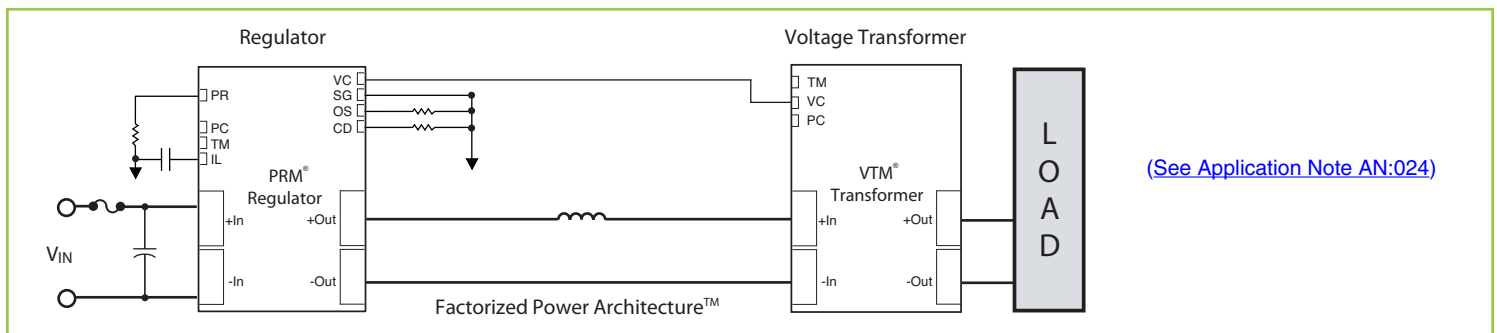 Regulator
Voltage Transformer
PR
PC
TM
IL
VC
SG
OS
CD
PRM® Regulator
+In
-In
+Out
-Out
VIN
Factorized Power Architecture™
TM
VC
PC
VTM® Transformer
+In
-In
+Out
-Out
LOAD
(See Application Note AN:024)